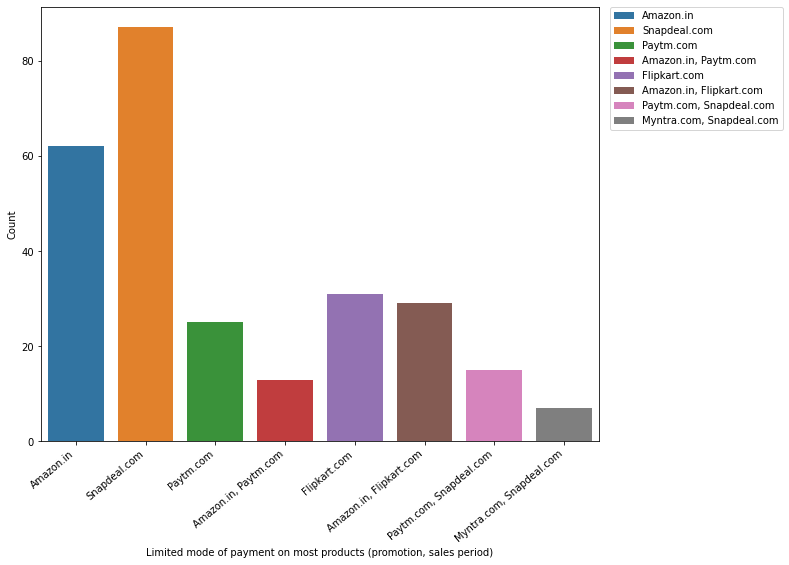 Amazon.in
Snapdeal.com
Paytm.com
Amazon.in, Paytm.com
Flipkart.com
Amazon.in, Flipkart.com
Paytm.com, Snapdeal.com
Myntra.com, Snapdeal.com
80
60
40
20
0
Count
Amazon.in
Snapdeal.com
Paytm.com
Amazon.in, Paytm.com
Flipkart.com
Amazon.in, Flipkart.com
Paytm.com, Snapdeal.com
Myntra.com, Snapdeal.com
Limited mode of payment on most products (promotion, sales period)